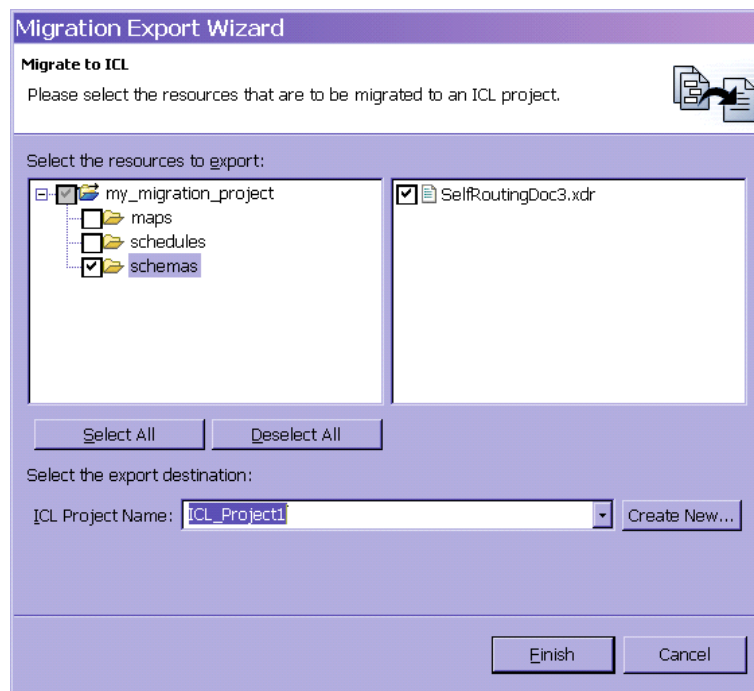 Migration Export Wizard
Migrate to ICL
Please select the resources that are to be migrated to an ICL project.
Select the resources to export:
my_migration_project
maps
schedules
schemas
SelfRoutingDoc3.xdr
Select All
Deselect All
Select the export destination:
ICL Project Name:
ICL_Project1
Create New...
Finish
Cancel